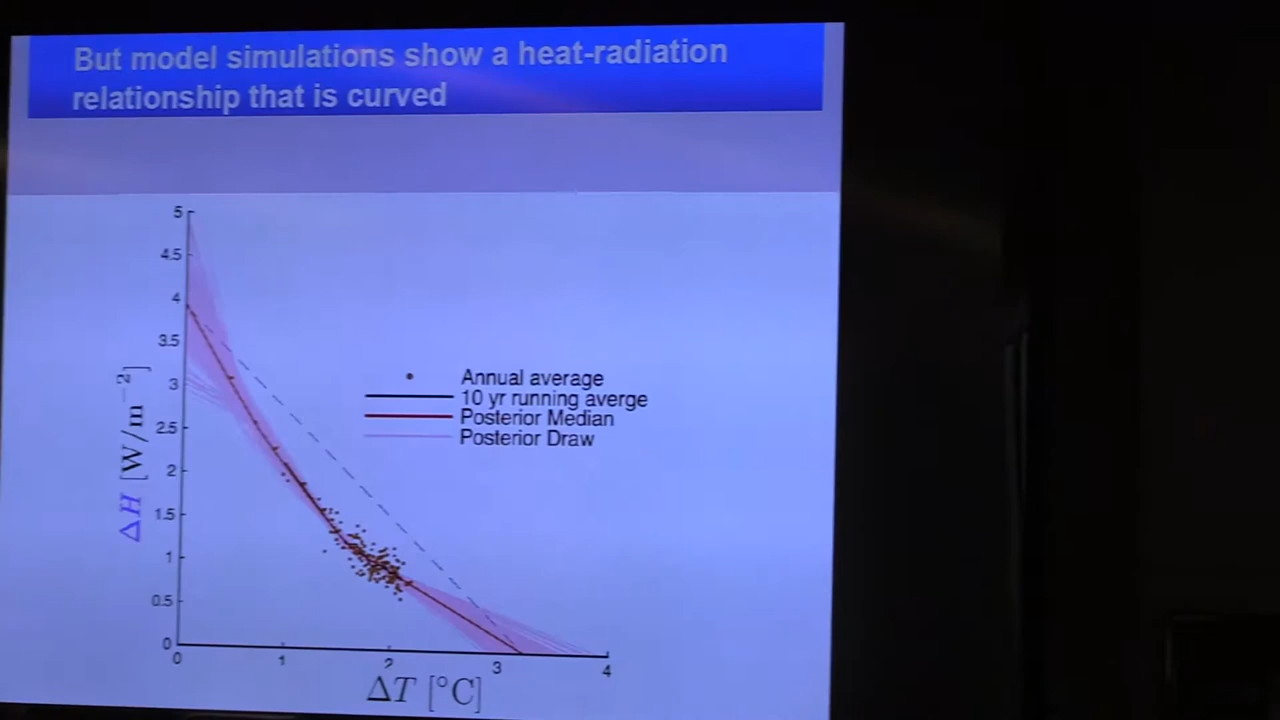 But model simulations show a heat-radiation
relationship that is curved
5
4.5
4
3.5
3
2.5
2
1.5
1
0.5
0
ΔH [W/m⁻²]
Annual average
10 yr running averge
Posterior Median
Posterior Draw
0 1 2 3 4
ΔT [°C]